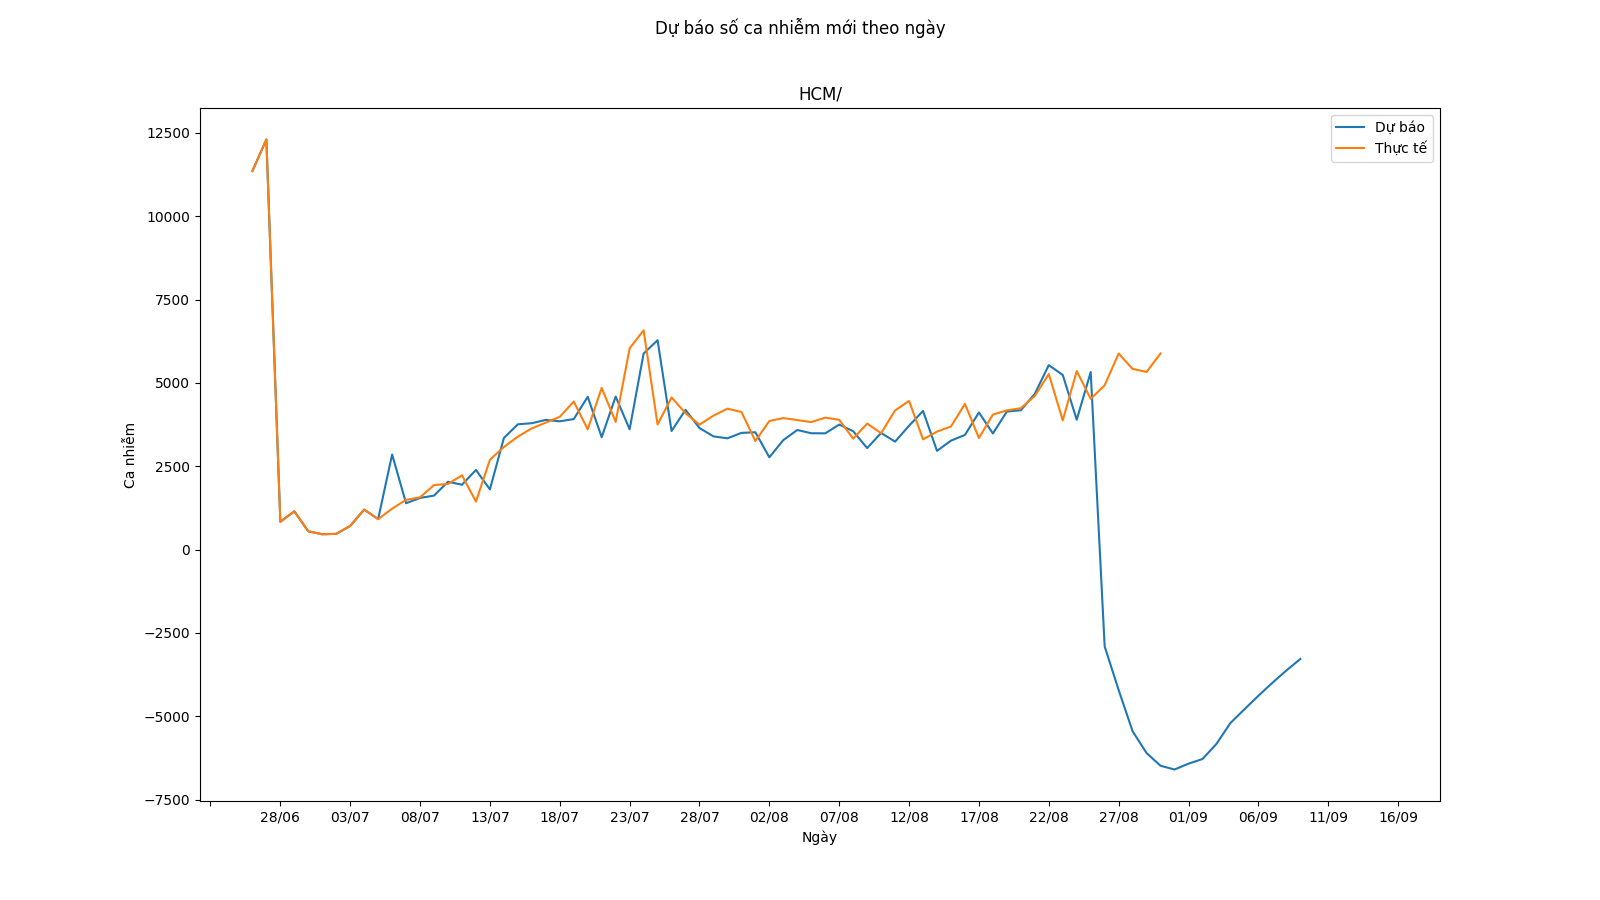 Dự báo số ca nhiễm mới theo ngày
HCM/
Dự báo
Thực tế
12500
10000
7500
5000
2500
0
−2500
−5000
−7500
Ca nhiễm
28/06 03/07 08/07 13/07 18/07 23/07 28/07 02/08 07/08 12/08 17/08 22/08 27/08 01/09 06/09 11/09 16/09
Ngày